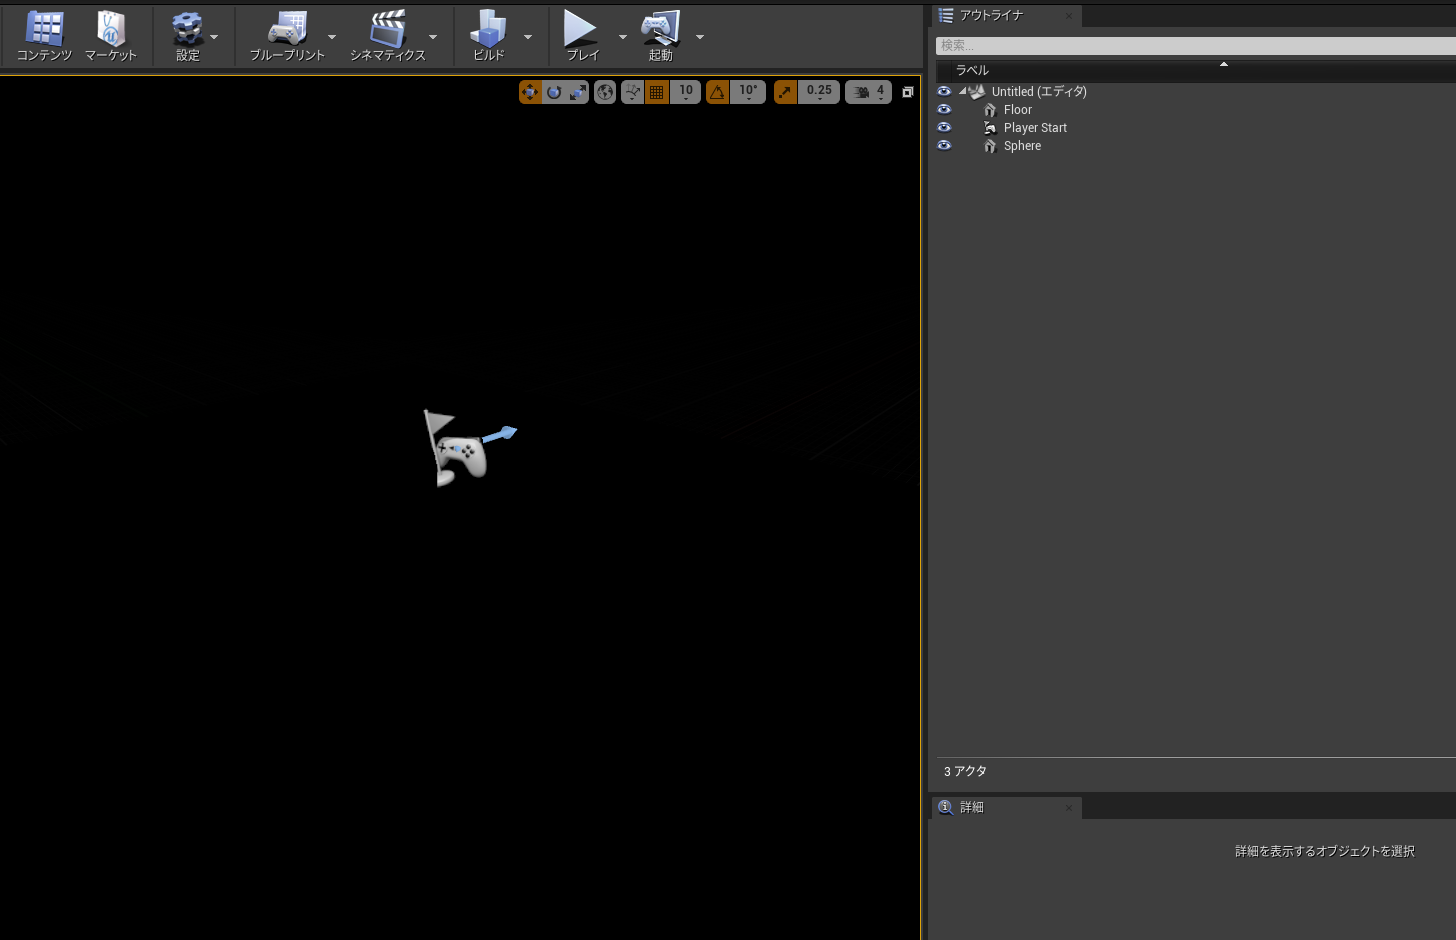 コンテンツ
マーケット
設定
ブループリント
シネマティクス
ビルド
プレイ
起動
10
10°
0.25
4
アウトライナ
検索...
ラベル
Untitled (エディタ)
Floor
Player Start
Sphere
3 アクタ
詳細
詳細を表示するオブジェクトを選択